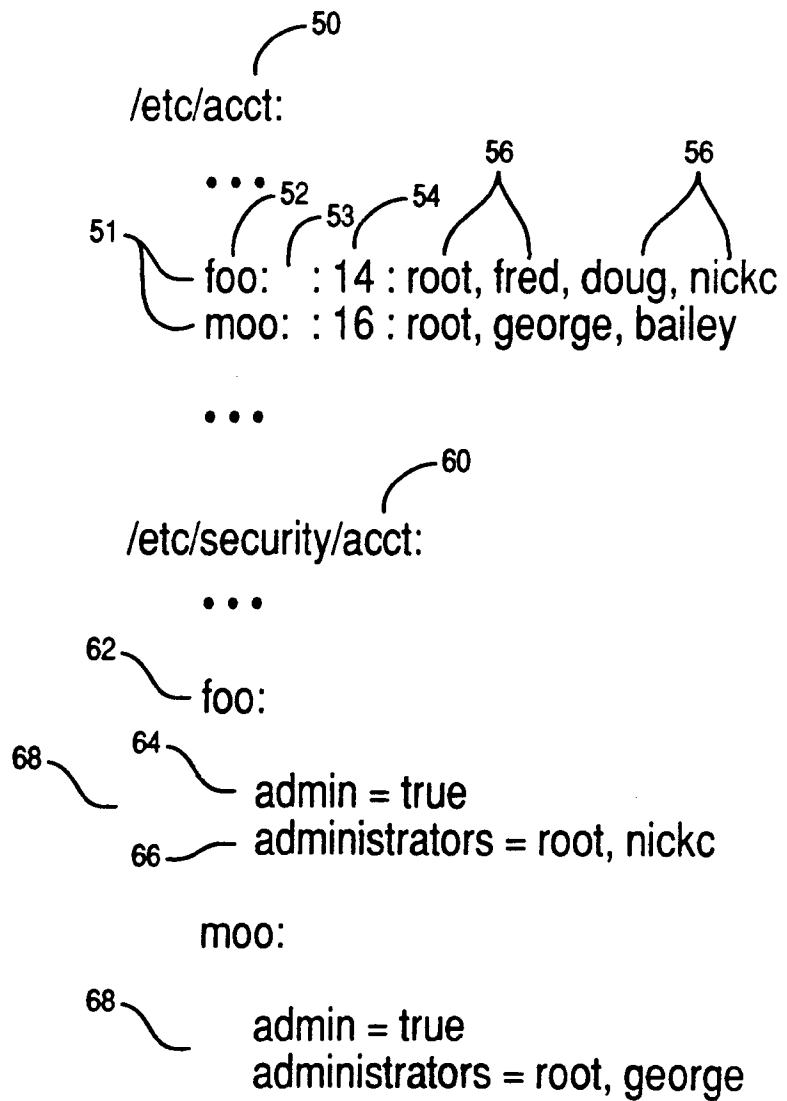 50
/etc/acct:
56 56
• • •
52 53 54
51
foo: : 14 : root, fred, doug, nickc
moo: : 16 : root, george, bailey
• • •
60
/etc/security/acct:
• • •
62
foo:
64
68
admin = true
66 administrators = root, nickc
moo:
68
admin = true
administrators = root, george